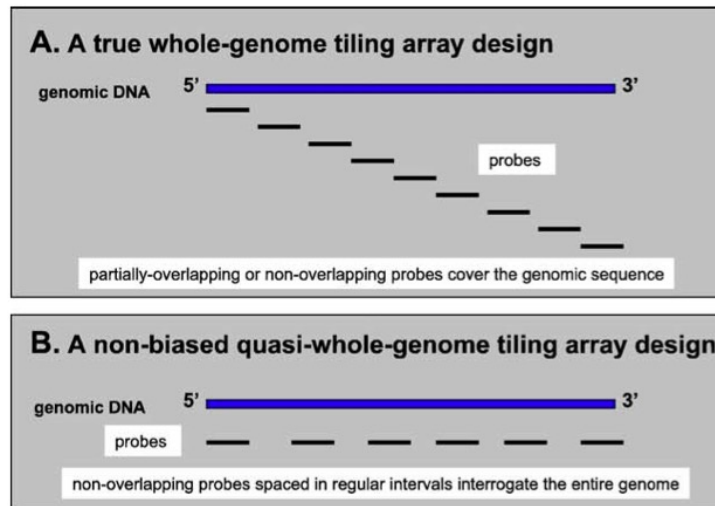 A. A true whole-genome tiling array design
genomic DNA 5’ 3’
probes
partially-overlapping or non-overlapping probes cover the genomic sequence
B. A non-biased quasi-whole-genome tiling array design
genomic DNA 5’ 3’
probes
non-overlapping probes spaced in regular intervals interrogate the entire genome